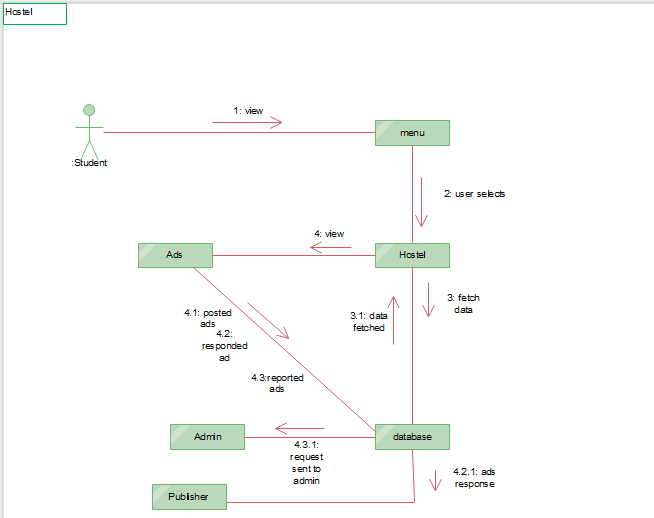 Hostel
1: view
menu
:Student
2: user selects
4: view
Ads
Hostel
4.1: posted
ads
4.2:
responded
ad
3.1: data
fetched
3: fetch
data
4.3:reported
ads
Admin
database
4.3.1:
request
sent to
admin
4.2.1: ads
response
Publisher